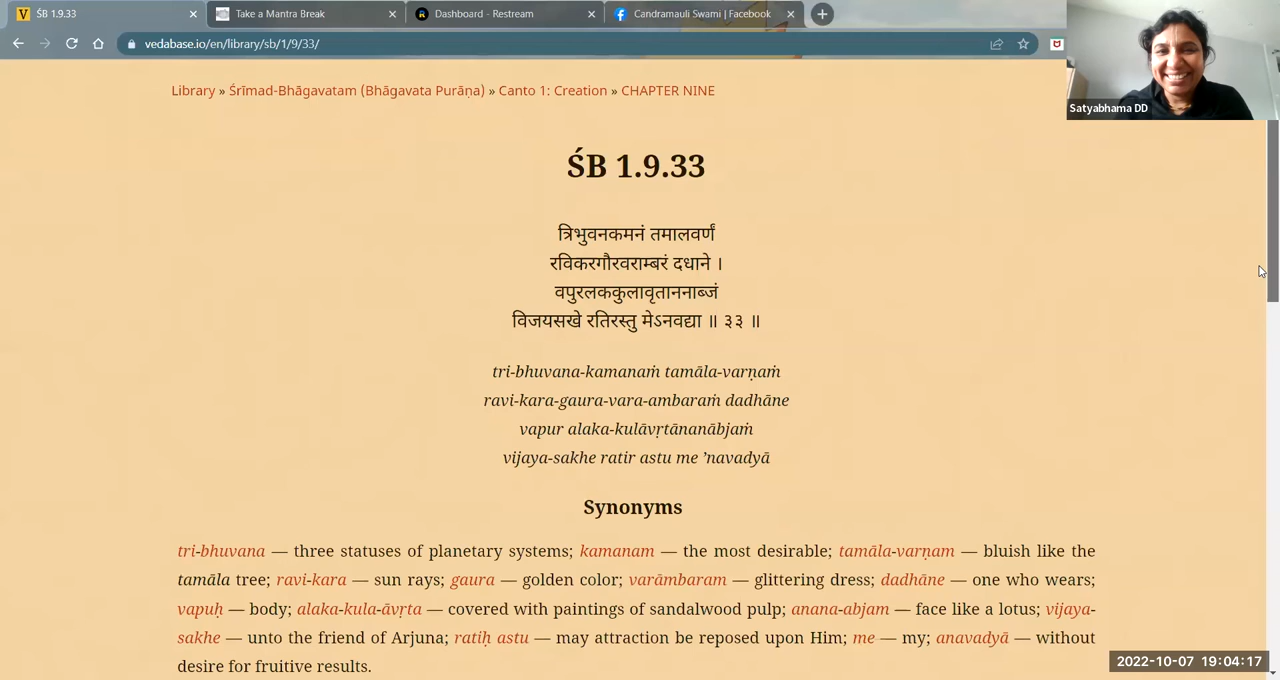 ŚB 1.9.33
Take a Mantra Break
Dashboard - Restream
Candramauli Swami | Facebook
vedabase.io/en/library/sb/1/9/33/
Satyabhama DD
Library » Śrīmad-Bhāgavatam (Bhāgavata Purāṇa) » Canto 1: Creation » CHAPTER NINE
ŚB 1.9.33
त्रिभुवनकमनं तमालवर्णं
रविकरगौरवराम्बरं दधाने ।
वपुरलककुलावृताननाब्जं
विजयसखे रतिरस्तु मेऽनवद्या ॥ ३३ ॥
tri-bhuvana-kamanaṁ tamāla-varṇaṁ
ravi-kara-gaura-vara-ambaraṁ dadhāne
vapur alaka-kulāvṛtānanābjaṁ
vijaya-sakhe ratir astu me ’navadyā
Synonyms
tri-bhuvana — three statuses of planetary systems; kamanam — the most desirable; tamāla-varṇam — bluish like the
tamāla tree; ravi-kara — sun rays; gaura — golden color; varāmbaram — glittering dress; dadhāne — one who wears;
vapuḥ — body; alaka-kula-āvṛta — covered with paintings of sandalwood pulp; anana-abjam — face like a lotus; vijaya-
sakhe — unto the friend of Arjuna; ratiḥ astu — may attraction be reposed upon Him; me — my; anavadyā — without
desire for fruitive results.
2022-10-07 19:04:17